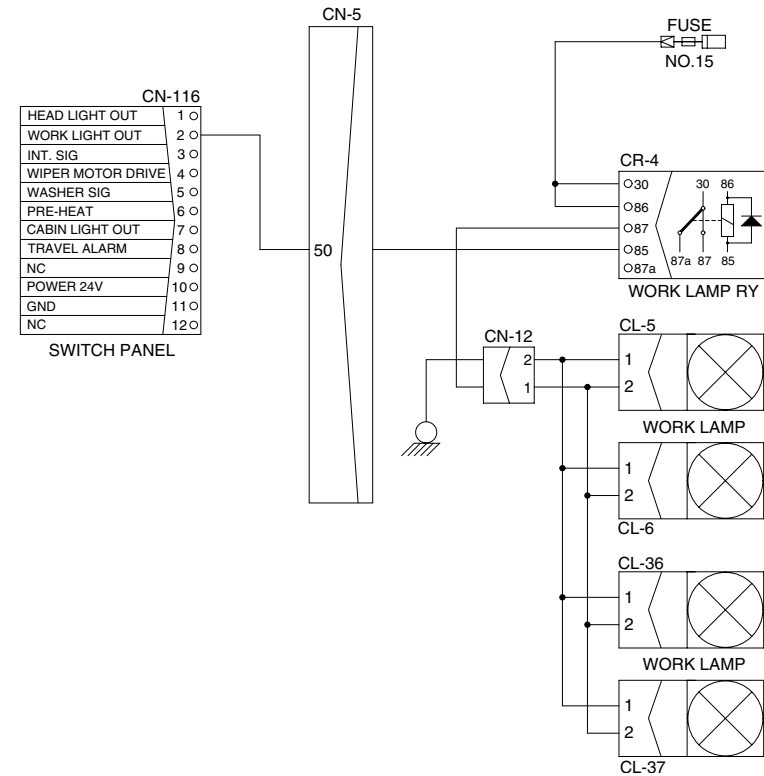 CN-5
FUSE
NO.15
CN-116
HEAD LIGHT OUT 1
WORK LIGHT OUT 2
INT. SIG 3
WIPER MOTOR DRIVE 4
WASHER SIG 5
PRE-HEAT 6
CABIN LIGHT OUT 7
TRAVEL ALARM 8
NC 9
POWER 24V 10
GND 11
NC 12
SWITCH PANEL
50
CR-4
30
86
87
85
87a
30 86
87a 87 85
WORK LAMP RY
CN-12
2
1
CL-5
1
2
WORK LAMP
1
2
CL-6
CL-36
1
2
WORK LAMP
1
2
CL-37